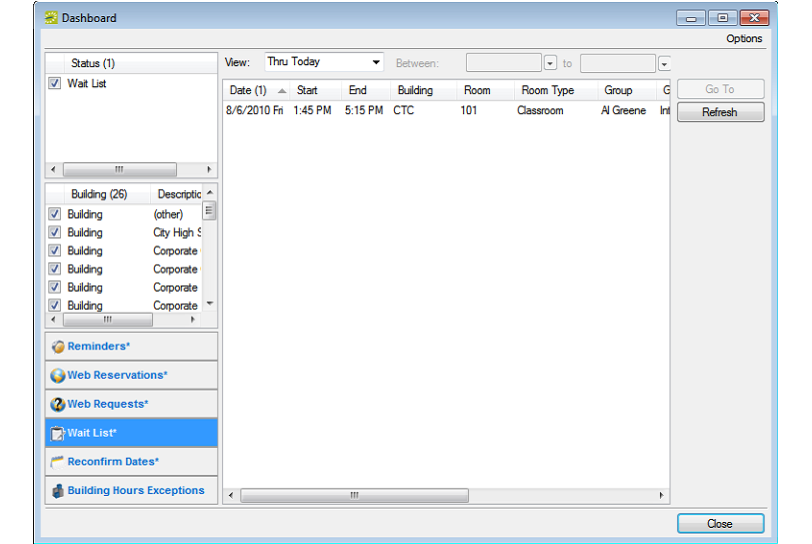 Dashboard
Options
Status (1)
Wait List
View: Thru Today Between: to
Date (1) Start End Building Room Room Type Group G
8/6/2010 Fri 1:45 PM 5:15 PM CTC 101 Classroom Al Greene Int
Go To
Refresh
Building (26) Descriptic
Building (other)
Building City High S
Building Corporate
Building Corporate
Building Corporate
Building Corporate
Reminders*
Web Reservations*
Web Requests*
Wait List*
Reconfirm Dates*
Building Hours Exceptions
Close